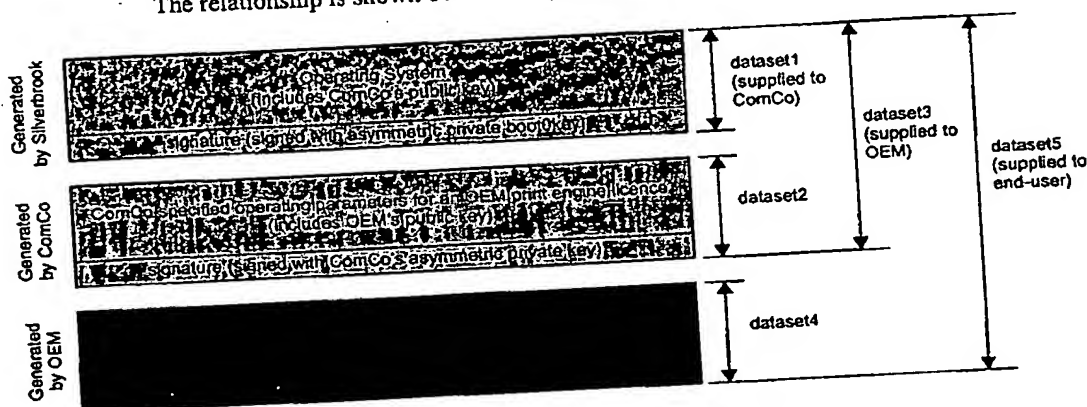 The relationship is shown
Generated
by Silverbrook
Operating System
(includes ComCo's public key)
signature (signed with asymmetric private boot0key)
dataset1
(supplied to
ComCo)
dataset3
(supplied to
OEM)
dataset5
(supplied to
end-user)
Generated
by ComCo
ComCo specified operating parameters for an OEM print engine licence
(includes OEM's public key)
signature (signed with ComCo's asymmetric private key)
dataset2
Generated
by OEM
dataset4